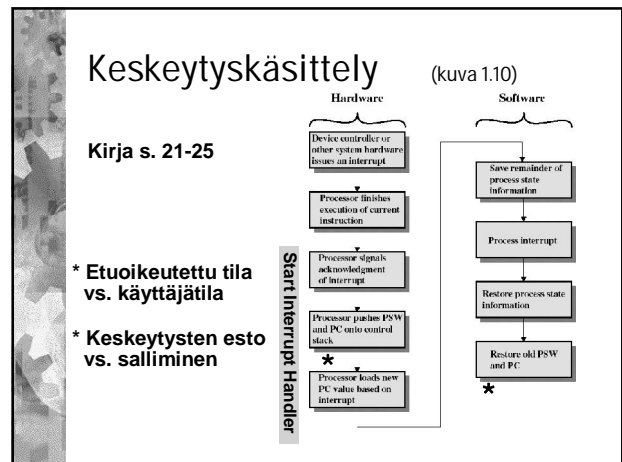 Keskeytyskäsittely (kuva 1.10)
Kirja s. 21-25
* Etuoikeutettu tila
vs. käyttäjätila
* Keskeytysten esto
vs. salliminen
Start Interrupt Handler
Hardware
Device controller or
other system hardware
issues an interrupt
Processor finishes
execution of current
instruction
Processor signals
acknowledgment
of interrupt
Processor pushes PSW
and PC onto control
stack
*
Processor loads new
PC value based on
interrupt
Software
Save remainder of
process state
information
Process interrupt
Restore process state
information
Restore old PSW
and PC
*